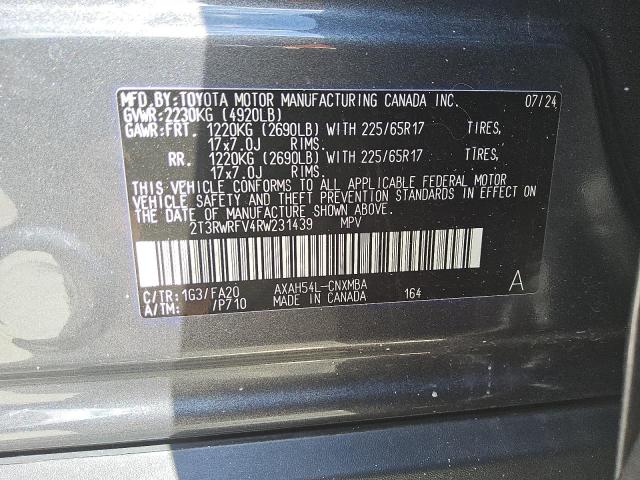 MFD.BY:TOYOTA MOTOR MANUFACTURING CANADA INC. 07/24
GVWR:2230KG (4920LB)
GAWR:FRT. 1220KG (2690LB) WITH 225/65R17 TIRES,
17x7.0J RIMS.
RR. 1220KG (2690LB) WITH 225/65R17 TIRES,
17x7.0J RIMS.
THIS VEHICLE CONFORMS TO ALL APPLICABLE FEDERAL MOTOR
VEHICLE SAFETY AND THEFT PREVENTION STANDARDS IN EFFECT
ON THE DATE OF MANUFACTURE SHOWN ABOVE.
2T3RWRFV4RW231439 MPV
C/TR:1G3/FA20 AXAH54L-CNXMBA 164 A
A/TM: /P710 MADE IN CANADA